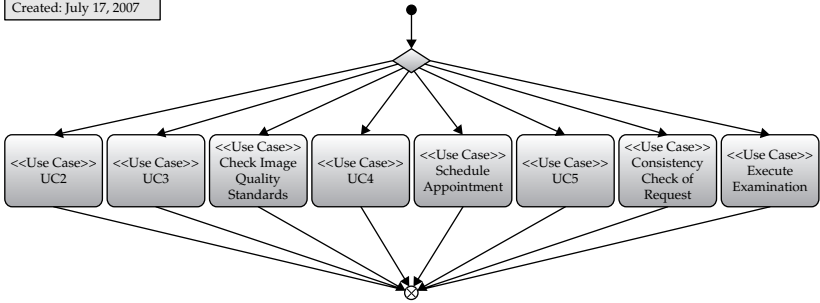 Created: July 17, 2007
<<Use Case>>
UC2
<<Use Case>>
UC3
<<Use Case>>
Check Image
Quality
Standards
<<Use Case>>
UC4
<<Use Case>>
Schedule
Appointment
<<Use Case>>
UC5
<<Use Case>>
Consistency
Check of
Request
<<Use Case>>
Execute
Examination